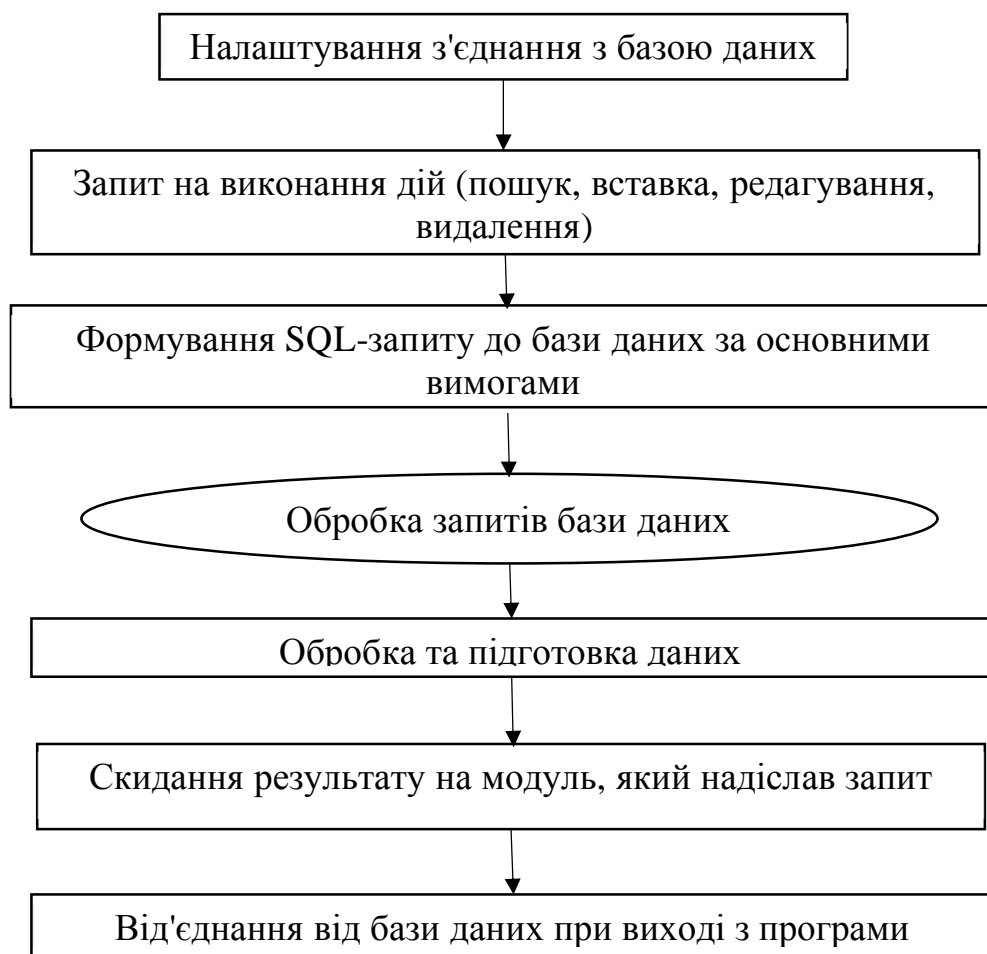 Налаштування з'єднання з базою даних
Запит на виконання дій (пошук, вставка, редагування,
видалення)
Формування SQL-запиту до бази даних за основними
вимогами
Обробка запитів бази даних
Обробка та підготовка даних
Скидання результату на модуль, який надіслав запит
Від'єднання від бази даних при виході з програми